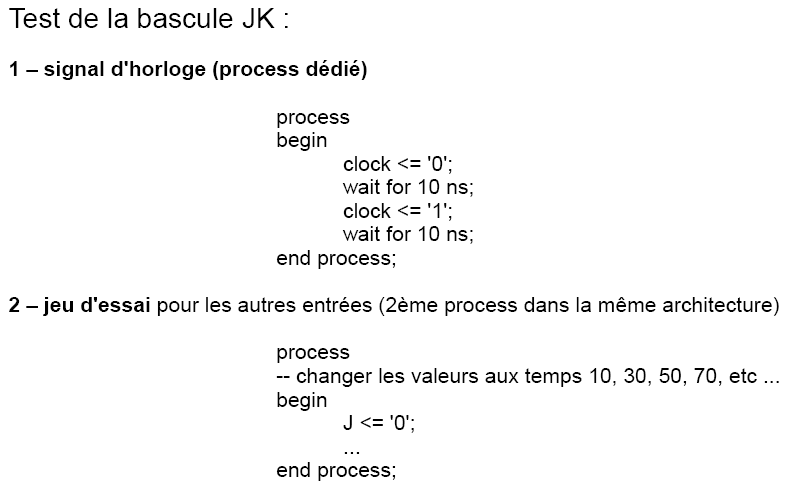 Test de la bascule JK :
1 – signal d'horloge (process dédié)
process
begin
clock <= '0';
wait for 10 ns;
clock <= '1';
wait for 10 ns;
end process;
2 – jeu d'essai pour les autres entrées (2ème process dans la même architecture)
process
-- changer les valeurs aux temps 10, 30, 50, 70, etc ...
begin
J <= '0';
...
end process;